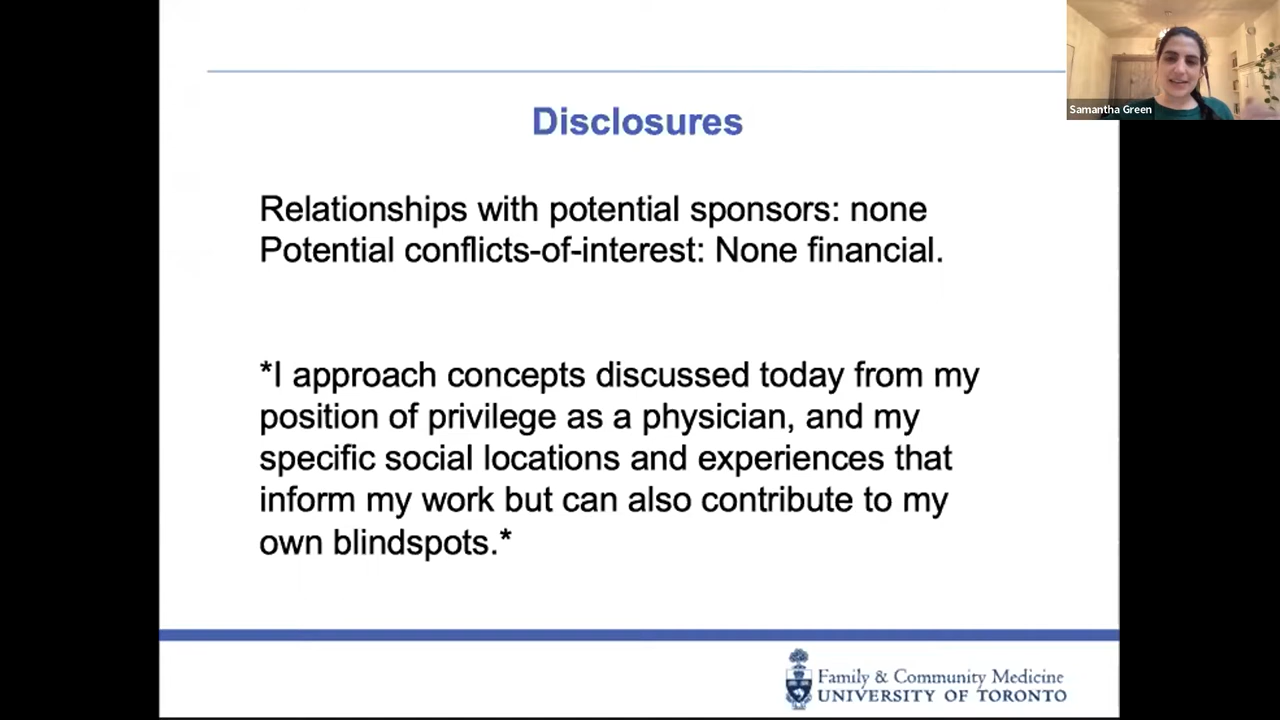 Samantha Green
Disclosures
Relationships with potential sponsors: none
Potential conflicts-of-interest: None financial.
*I approach concepts discussed today from my
position of privilege as a physician, and my
specific social locations and experiences that
inform my work but can also contribute to my
own blindspots.*
Family & Community Medicine
UNIVERSITY OF TORONTO